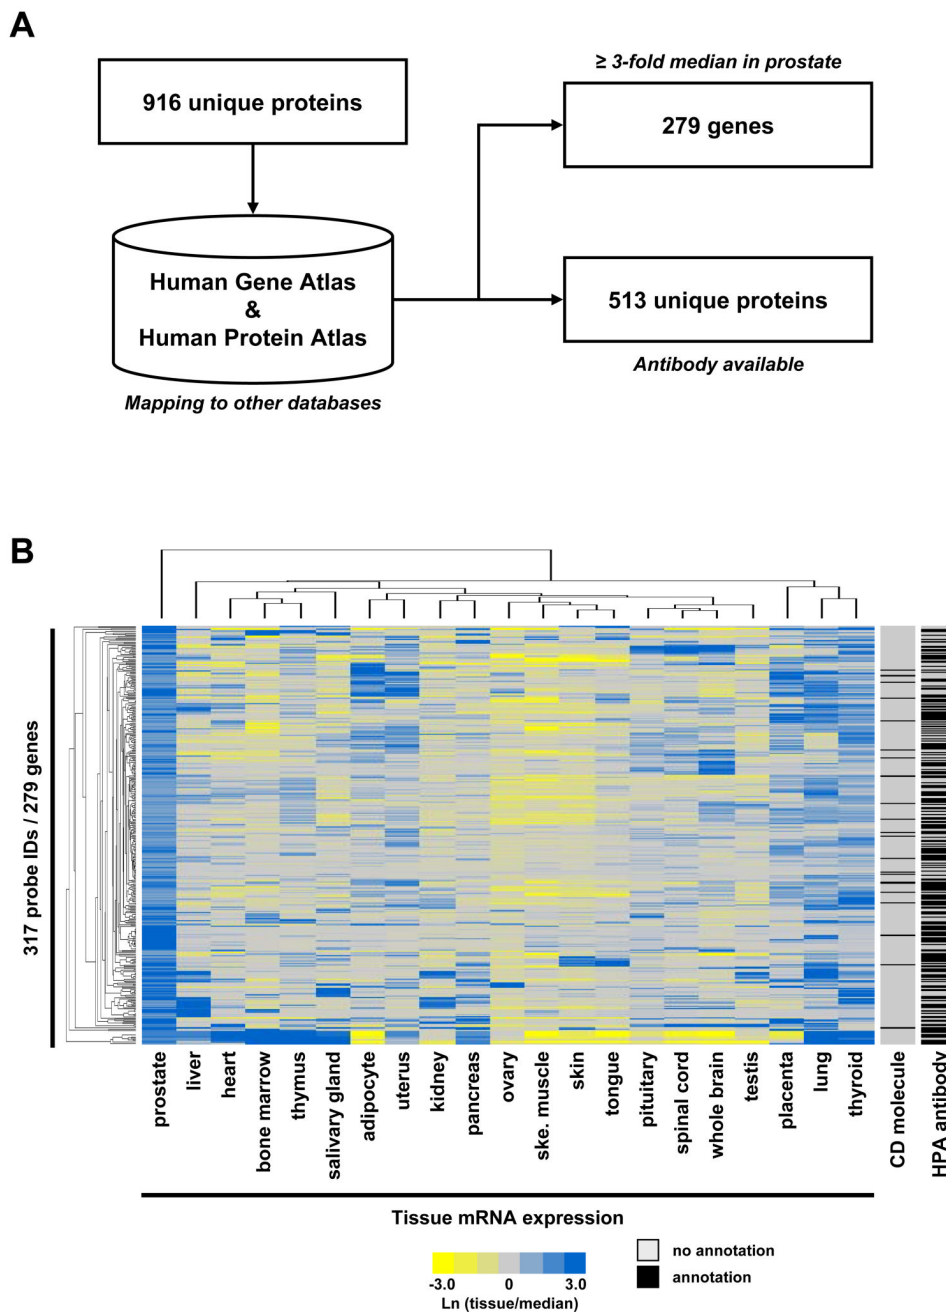 A
916 unique proteins
≥ 3-fold median in prostate
279 genes
Human Gene Atlas
&
Human Protein Atlas
513 unique proteins
Antibody available
Mapping to other databases
B
317 probe IDs / 279 genes
prostate
liver
heart
bone marrow
thymus
salivary gland
adipocyte
uterus
kidney
pancreas
ovary
ske. muscle
skin
tongue
pituitary
spinal cord
whole brain
testis
placenta
lung
thyroid
CD molecule
HPA antibody
Tissue mRNA expression
-3.0 0 3.0
Ln (tissue/median)
no annotation
annotation